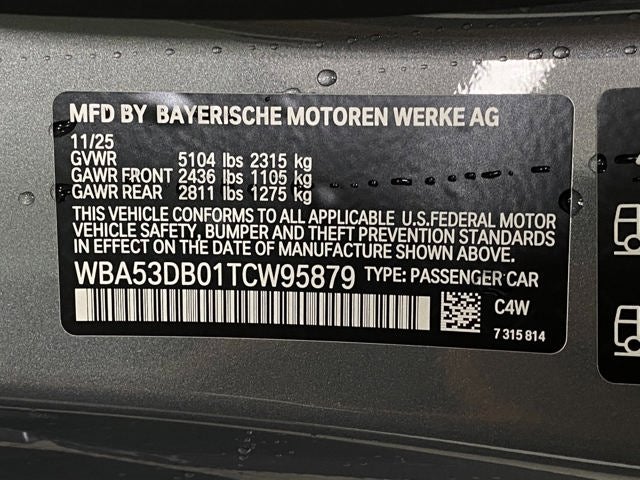 MFD BY BAYERISCHE MOTOREN WERKE AG
11/25
GVWR 5104 lbs 2315 kg
GAWR FRONT 2436 lbs 1105 kg
GAWR REAR 2811 lbs 1275 kg
THIS VEHICLE CONFORMS TO ALL APPLICABLE U.S.FEDERAL MOTOR
VEHICLE SAFETY, BUMPER AND THEFT PREVENTION STANDARDS
IN EFFECT ON THE DATE OF MANUFACTURE SHOWN ABOVE.
WBA53DB01TCW95879 TYPE: PASSENGER CAR
C4W
7 315 814